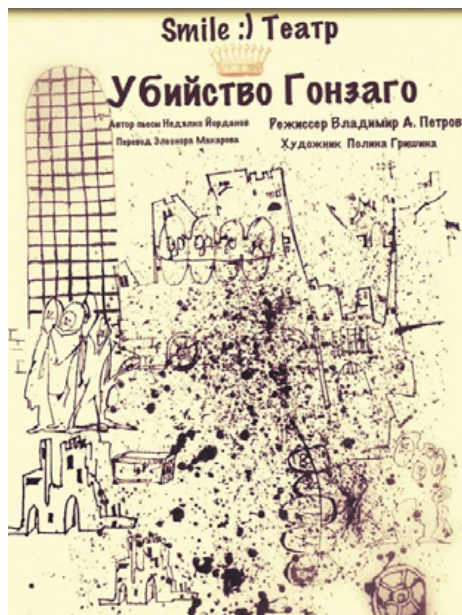 Smile :) Театр
Убийство Гонзаго
Автор пьесы Недялко Йорданов
Режиссер Владимир А. Петров
Перевод Элеонора Макарова
Художник Полина Гришина